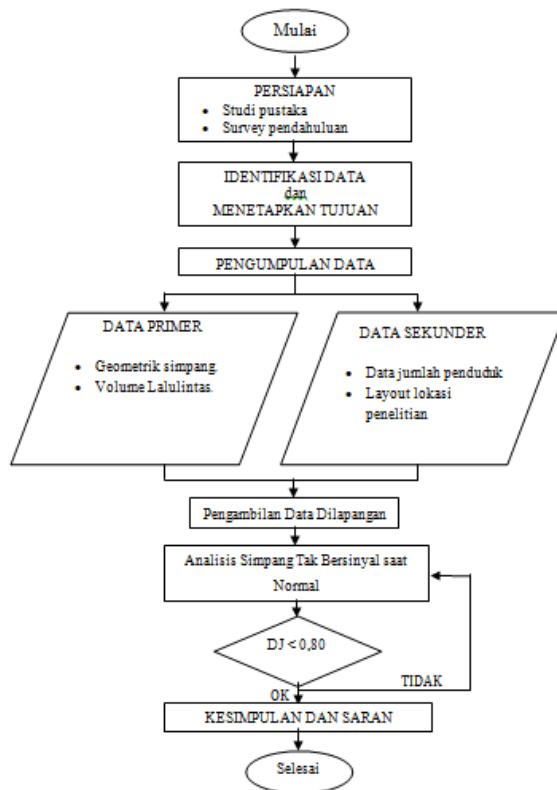 Mulai
PERSIAPAN
• Studi pustaka
• Survey pendahuluan
IDENTIFIKASI DATA
dan
MENETAPKAN TUJUAN
PENGUMPULAN DATA
DATA PRIMER
• Geometrik simpang.
• Volume Lalulintas.
DATA SEKUNDER
• Data jumlah penduduk
• Layout lokasi
penelitian
Pengambilan Data Dilapangan
Analisis Simpang Tak Bersinyal saat
Normal
DJ < 0,80
TIDAK
OK
KESIMPULAN DAN SARAN
Selesai